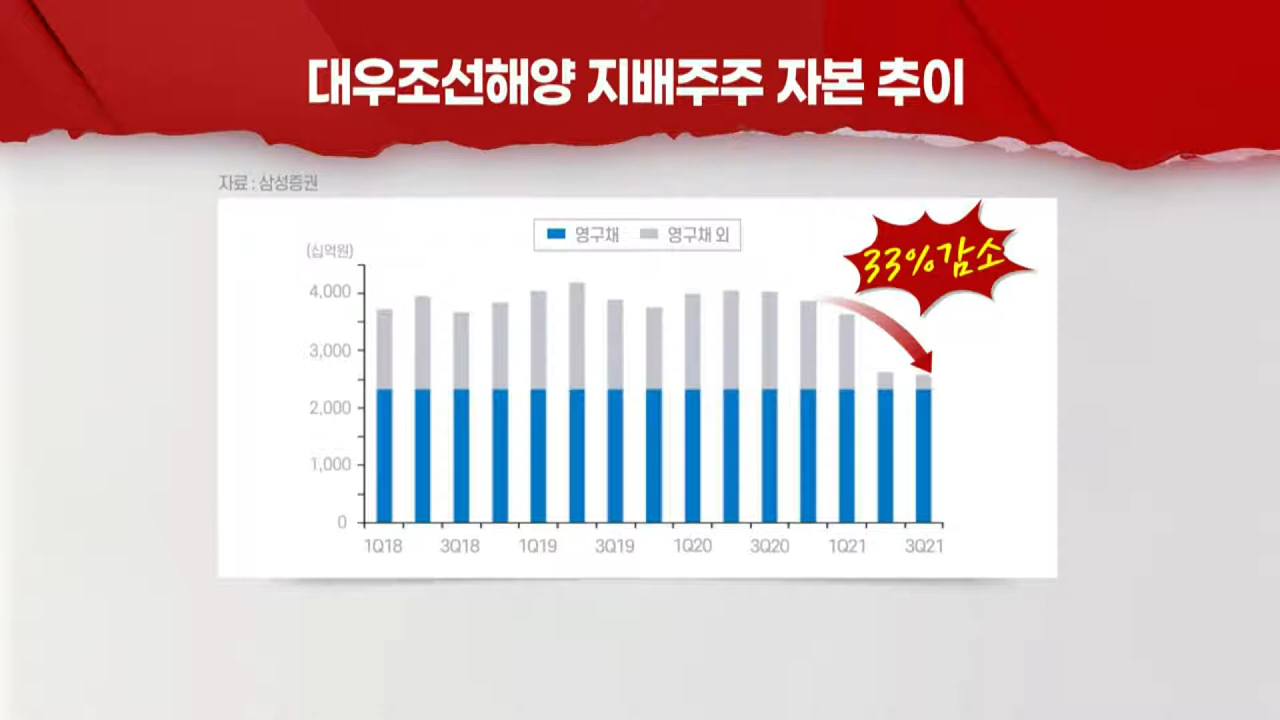 대우조선해양 지배주주 자본 추이
자료 : 삼성증권
영구채 영구채 외
33%감소
(십억원)
4,000
3,000
2,000
1,000
0
1Q18 3Q18 1Q19 3Q19 1Q20 3Q20 1Q21 3Q21